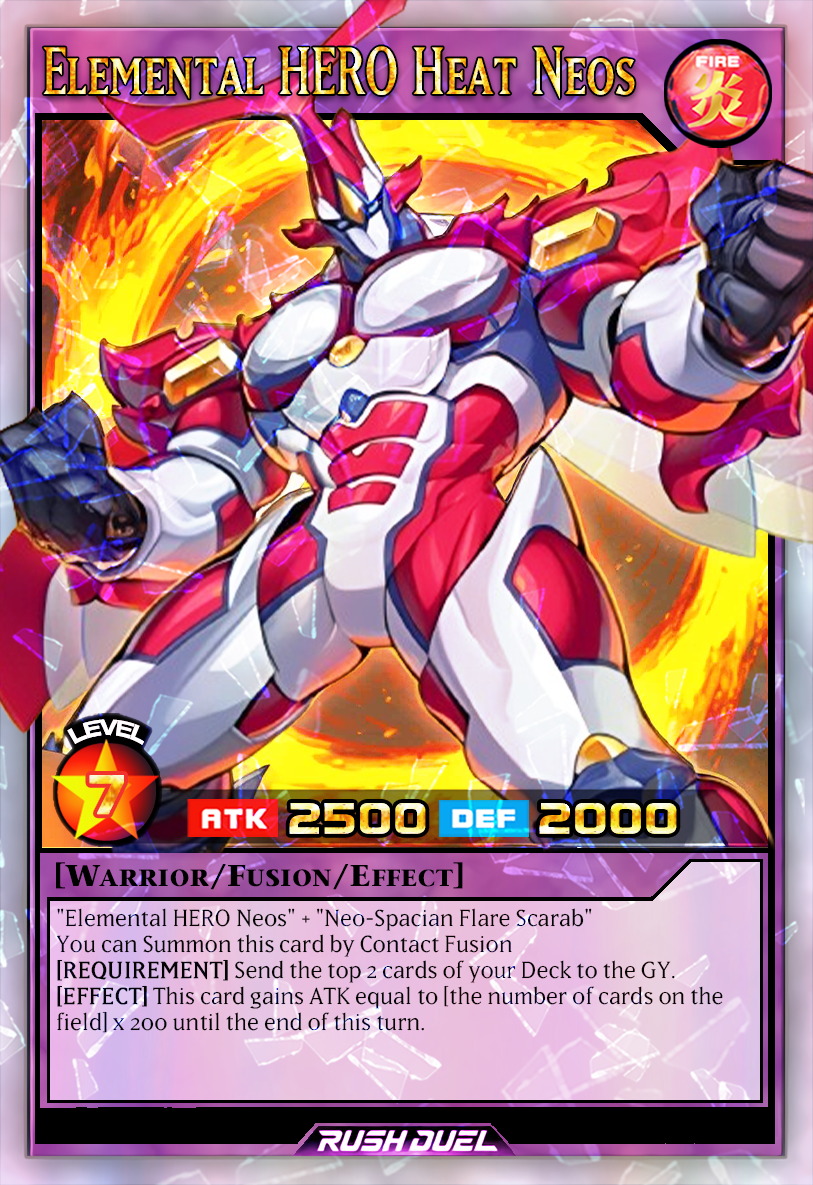 Elemental HERO Heat Neos
FIRE
炎
LEVEL
7
ATK 2500 DEF 2000
[Warrior/Fusion/Effect]
"Elemental HERO Neos" + "Neo-Spacian Flare Scarab"
You can Summon this card by Contact Fusion
[REQUIREMENT] Send the top 2 cards of your Deck to the GY.
[EFFECT] This card gains ATK equal to [the number of cards on the
field] x 200 until the end of this turn.
RUSH DUEL